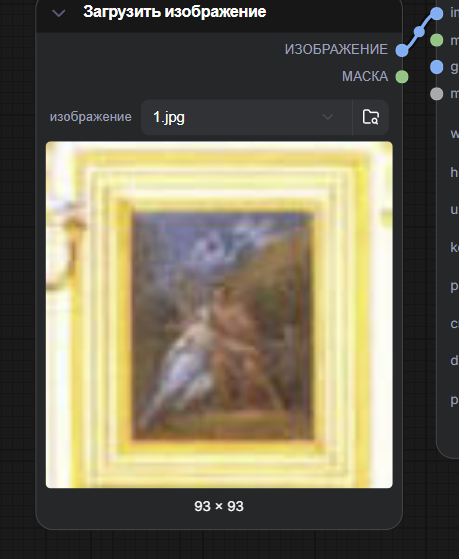 Загрузить изображение
ИЗОБРАЖЕНИЕ
МАСКА
изображение 1.jpg
93 × 93